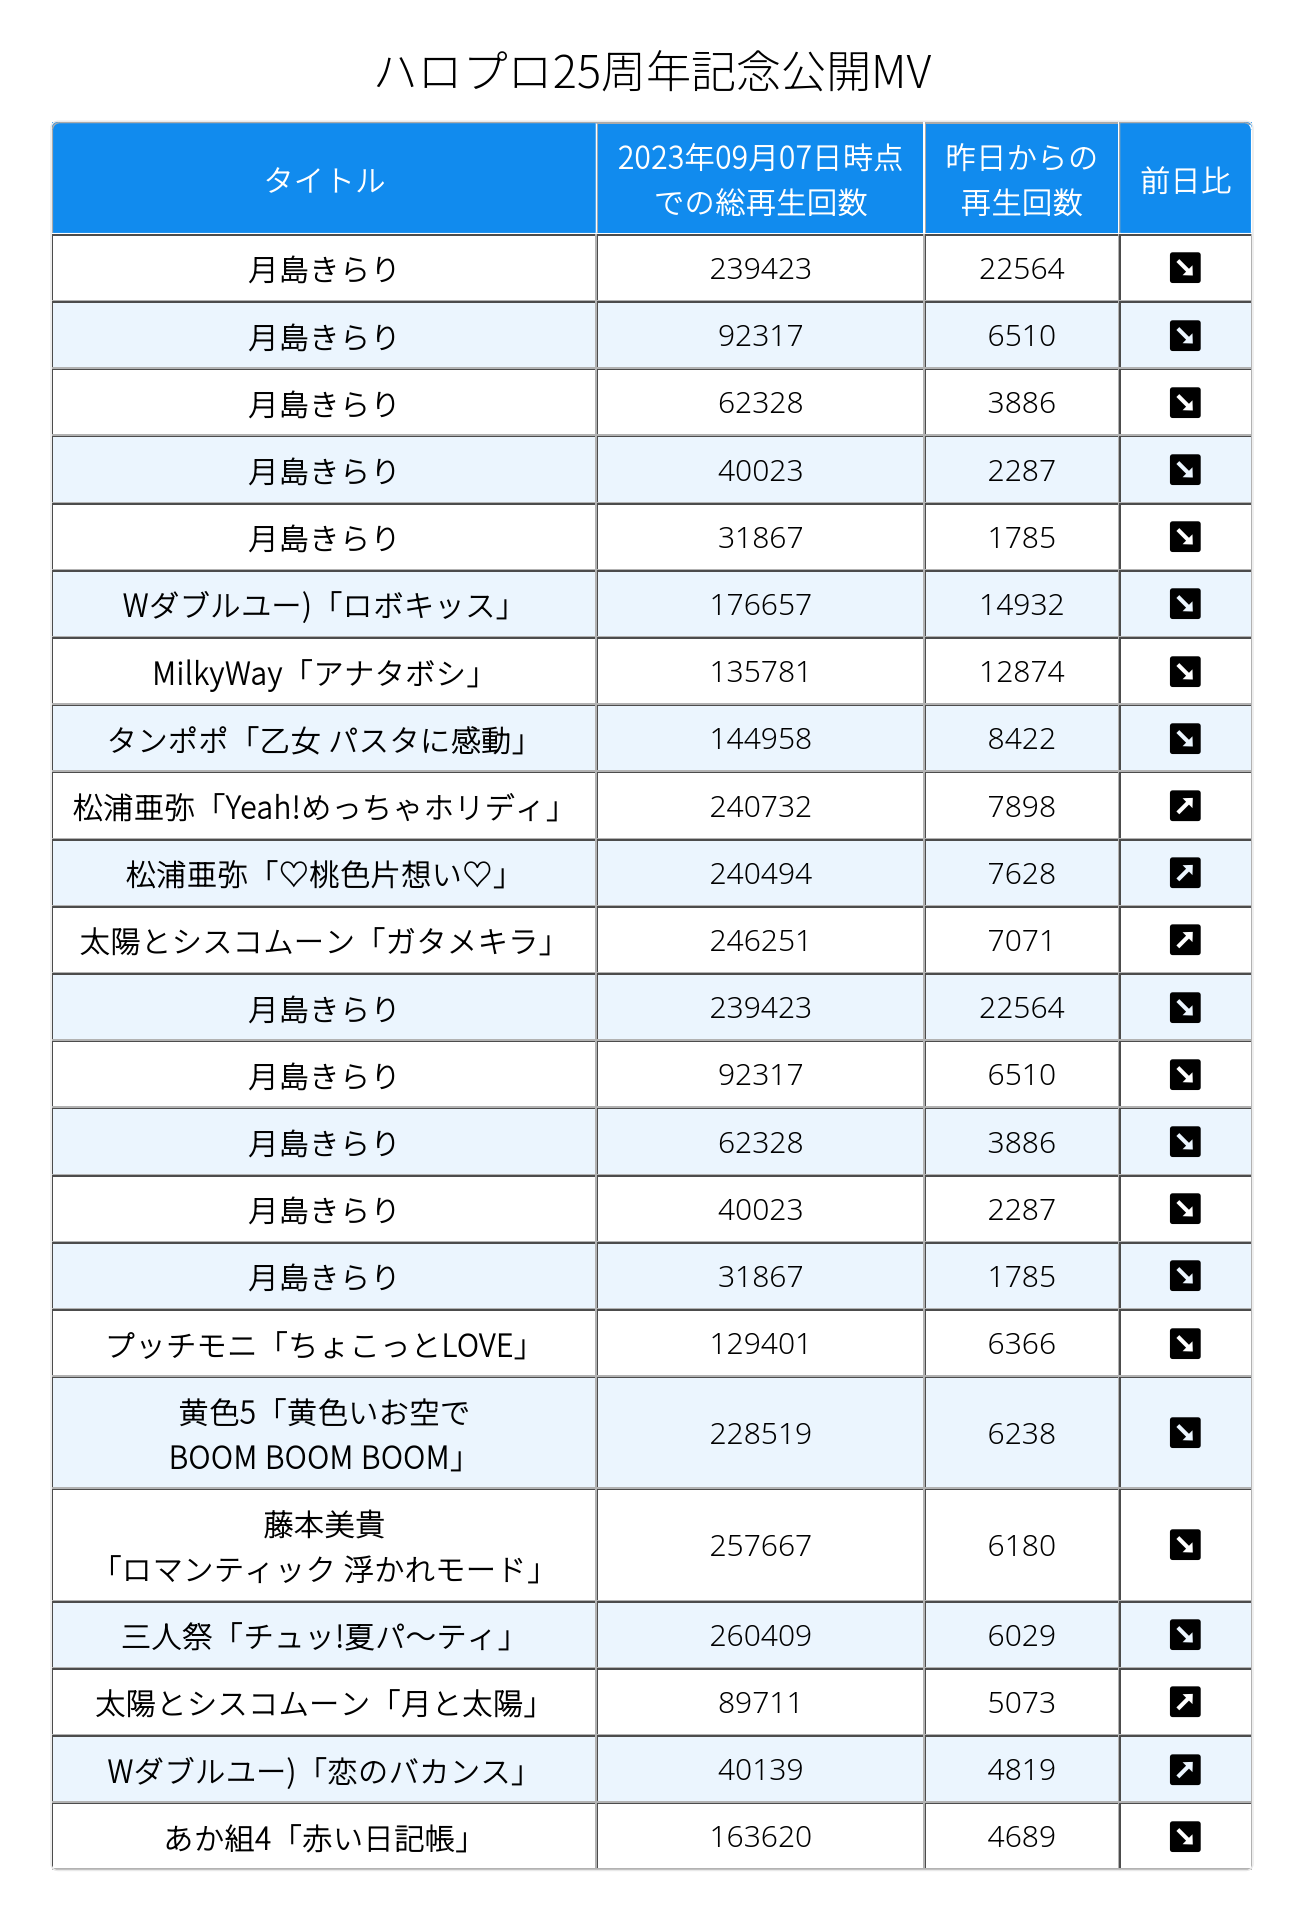 ハロプロ25周年記念公開MV
タイトル
2023年09月07日時点
での総再生回数
昨日からの
再生回数
前日比
月島きらり 239423 22564 ↘
月島きらり 92317 6510 ↘
月島きらり 62328 3886 ↘
月島きらり 40023 2287 ↘
月島きらり 31867 1785 ↘
Wダブルユー)「ロボキッス」 176657 14932 ↘
MilkyWay「アナタボシ」 135781 12874 ↘
タンポポ「乙女 パスタに感動」 144958 8422 ↘
松浦亜弥「Yeah!めっちゃホリディ」 240732 7898 ↗
松浦亜弥「♡桃色片想い♡」 240494 7628 ↗
太陽とシスコムーン「ガタメキラ」 246251 7071 ↗
月島きらり 239423 22564 ↘
月島きらり 92317 6510 ↘
月島きらり 62328 3886 ↘
月島きらり 40023 2287 ↘
月島きらり 31867 1785 ↘
プッチモニ「ちょこっとLOVE」 129401 6366 ↘
黄色5「黄色いお空で
BOOM BOOM BOOM」 228519 6238 ↘
藤本美貴
「ロマンティック 浮かれモード」 257667 6180 ↘
三人祭「チュッ!夏パ〜ティ」 260409 6029 ↘
太陽とシスコムーン「月と太陽」 89711 5073 ↗
Wダブルユー)「恋のバカンス」 40139 4819 ↗
あか組4「赤い日記帳」 163620 4689 ↘